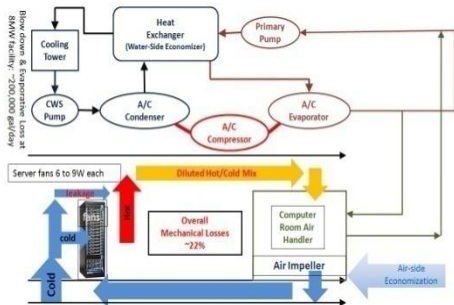 Blow down & Evaporative Loss at
8MW facility: ~200,000 gal/day
Cooling
Tower
Heat
Exchanger
(Water-Side Economizer)
Primary
Pump
CWS
Pump
A/C
Condenser
A/C
Compressor
A/C
Evaporator
Server fans 6 to 9W each
Diluted Hot/Cold Mix
leakage
fans
cold
Hot
Cold
Overall
Mechanical Losses
~22%
Computer
Room Air
Handler
Air Impeller
Air-side
Economization